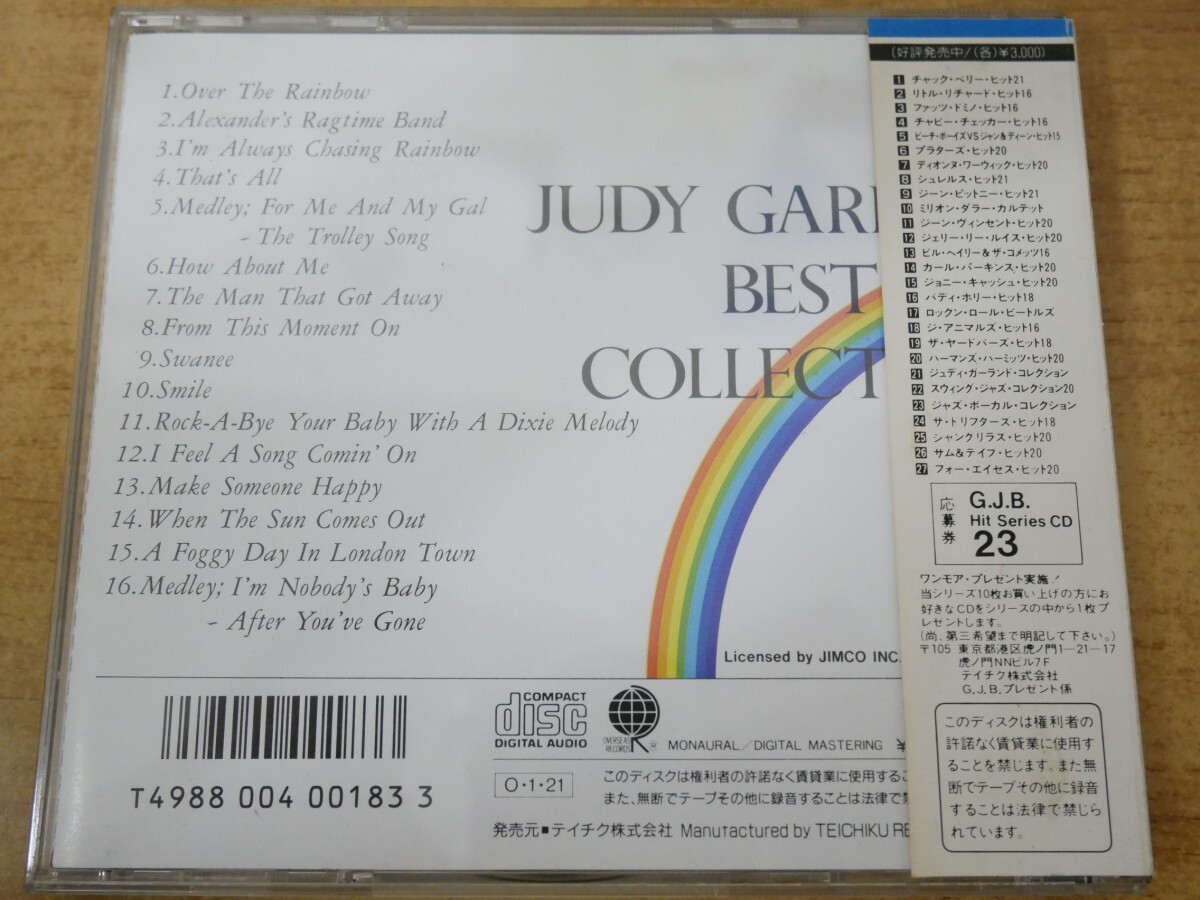 1.Over The Rainbow
2.Alexander's Ragtime Band
3.I'm Always Chasing Rainbow
4.That's All
5.Medley; For Me And My Gal
- The Trolley Song
6.How About Me
7.The Man That Got Away
8.From This Moment On
9.Swanee
10.Smile
11.Rock-A-Bye Your Baby With A Dixie Melody
12.I Feel A Song Comin' On
13.Make Someone Happy
14.When The Sun Comes Out
15.A Foggy Day In London Town
16.Medley; I'm Nobody's Baby
- After You've Gone
JUDY GARL
BEST
COLLECT
Licensed by JIMCO INC.
T4988 004 00183 3
COMPACT
disc
DIGITAL AUDIO
OVERSEAS
RECORDS
R
MONAURAL/DIGITAL MASTERING ¥
O・1・21
このディスクは権利者の許諾なく賃貸業に使用するこ
また、無断でテープその他に録音することは法律で禁
発売元■テイチク株式会社 Manufactured by TEICHIKU RE
(好評発売中/(各)¥3,000)
1 チャック・ベリー・ヒット21
2 リトル・リチャード・ヒット16
3 ファッツ・ドミノ・ヒット16
4 チャビー・チェッカー・ヒット16
5 ビーチ・ボーイズVSジャン&ディーン・ヒット15
6 プラターズ・ヒット20
7 ディオンヌ・ワーウィック・ヒット20
8 シュレルス・ヒット21
9 ジーン・ピットニー・ヒット21
10 ミリオン・ダラー・カルテット
11 ジーン・ヴィンセント・ヒット20
12 ジェリー・リー・ルイス・ヒット20
13 ビル・ヘイリー&ザ・コメッツ16
14 カール・パーキンス・ヒット20
15 ジョニー・キャッシュ・ヒット20
16 バディ・ホリー・ヒット18
17 ロックン・ロール・ビートルズ
18 ジ・アニマルズ・ヒット16
19 ザ・ヤードバーズ・ヒット18
20 ハーマンズ・ハーミッツ・ヒット20
21 ジュディ・ガーランド・コレクション
22 スウィング・ジャズ・コレクション20
23 ジャズ・ボーカル・コレクション
24 ザ・ドリフターズ・ヒット18
25 シャングリラス・ヒット20
26 サム&デイブ・ヒット20
27 フォー・エイセス・ヒット20
応募券
G.J.B.
Hit Series CD
23
ワンモア・プレゼント実施!
当シリーズ10枚お買い上げの方にお
好きなCDをシリーズの中から1枚プ
レゼントします。
(尚、第三希望まで明記して下さい。)
〒105 東京都港区虎ノ門1—21—17
虎ノ門NNビル7F
テイチク株式会社
G.J.B.プレゼント係
このディスクは権利者の
許諾なく賃貸業に使用す
ることを禁じます。また無
断でテープその他に録音
することは法律で禁じら
れています。